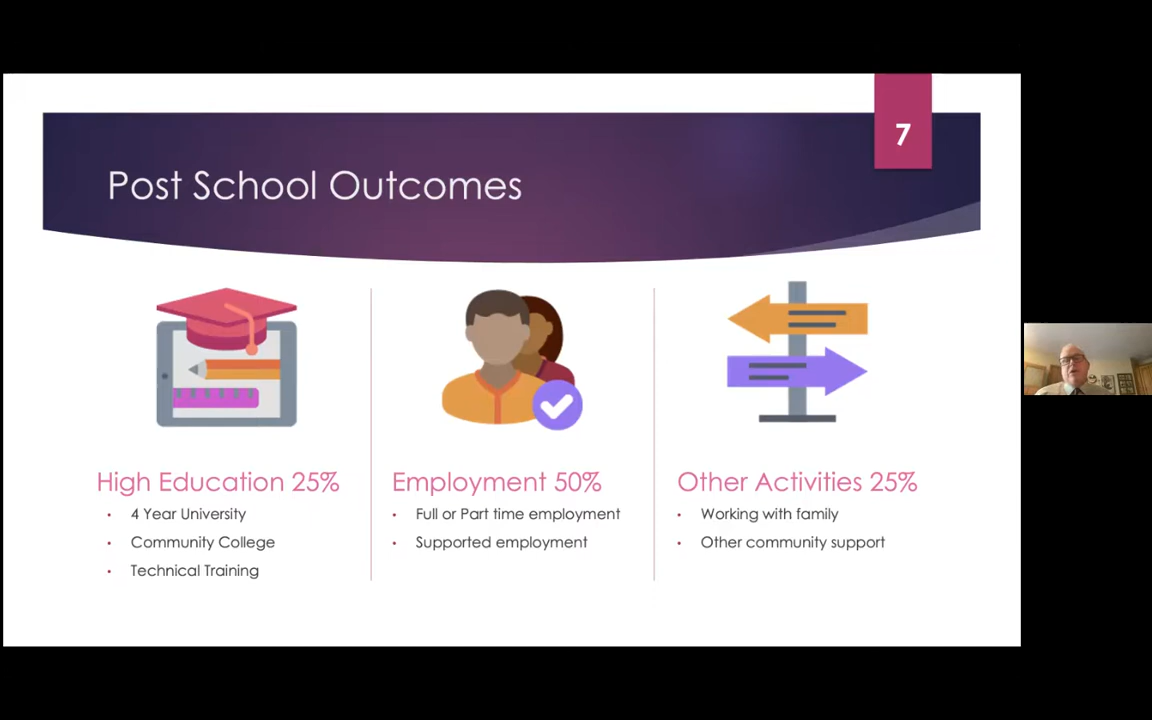 7
Post School Outcomes
High Education 25%
4 Year University
Community College
Technical Training
Employment 50%
Full or Part time employment
Supported employment
Other Activities 25%
Working with family
Other community support